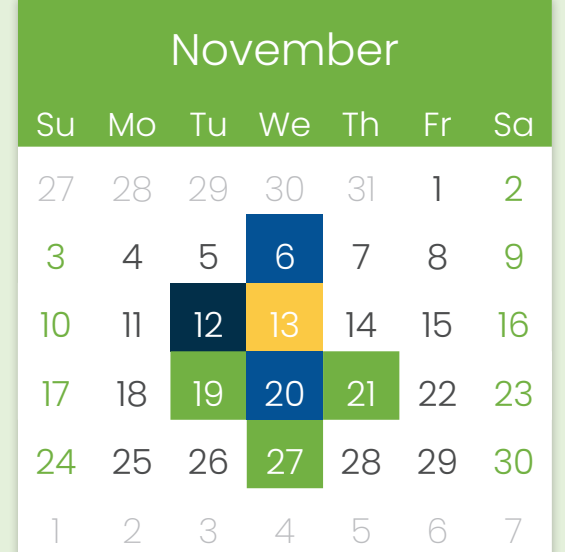 November
Su Mo Tu We Th Fr Sa
27 28 29 30 31 1 2
3 4 5 6 7 8 9
10 11 12 13 14 15 16
17 18 19 20 21 22 23
24 25 26 27 28 29 30
1 2 3 4 5 6 7